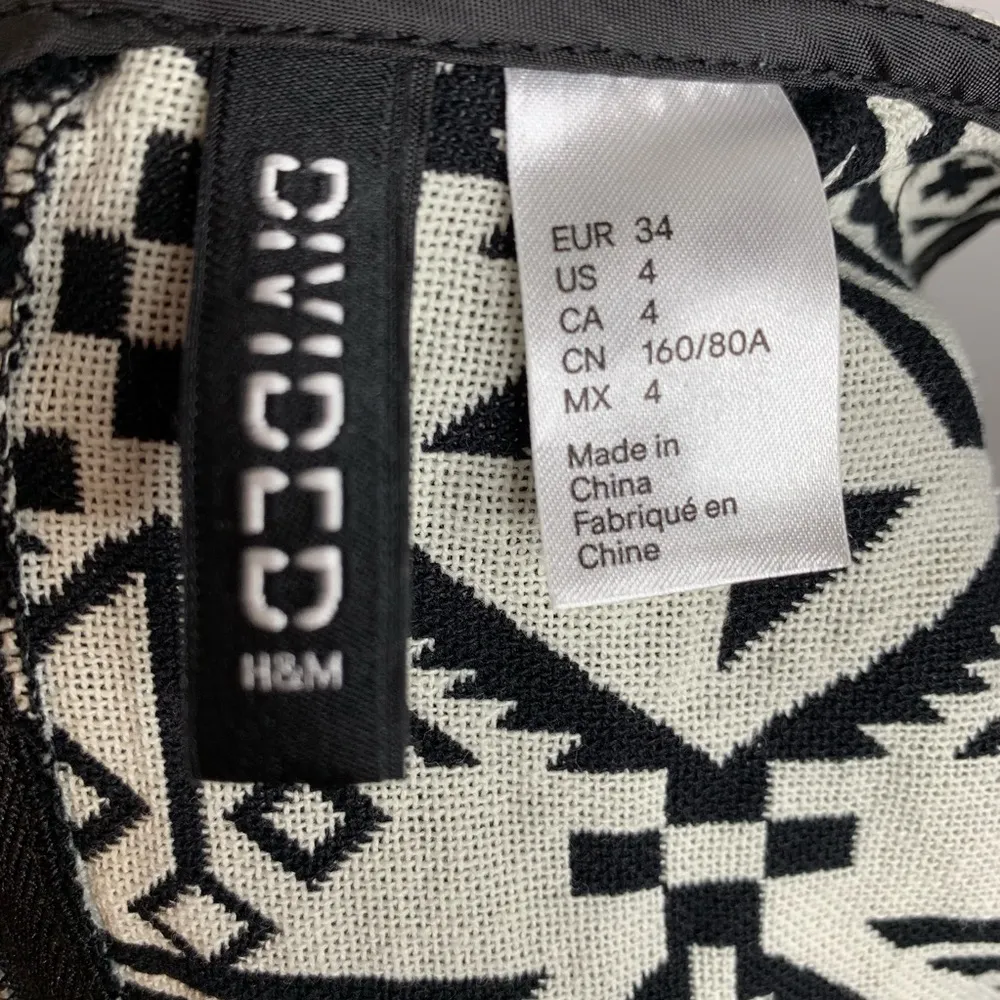 DIVIDED
H&M
EUR 34
US 4
CA 4
CN 160/80A
MX 4
Made in
China
Fabriqué en
Chine